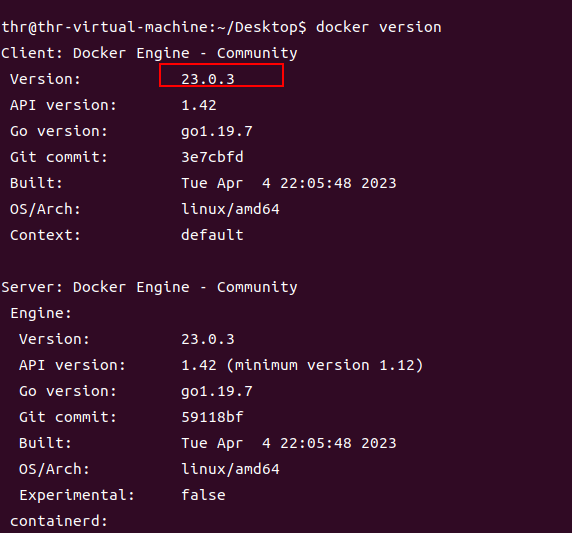 thr@thr-virtual-machine:~/Desktop$ docker version
Client: Docker Engine - Community
 Version:           23.0.3
 API version:       1.42
 Go version:        go1.19.7
 Git commit:        3e7cbfd
 Built:             Tue Apr  4 22:05:48 2023
 OS/Arch:           linux/amd64
 Context:           default

Server: Docker Engine - Community
 Engine:
  Version:          23.0.3
  API version:      1.42 (minimum version 1.12)
  Go version:       go1.19.7
  Git commit:       59118bf
  Built:            Tue Apr  4 22:05:48 2023
  OS/Arch:          linux/amd64
  Experimental:     false
 containerd: